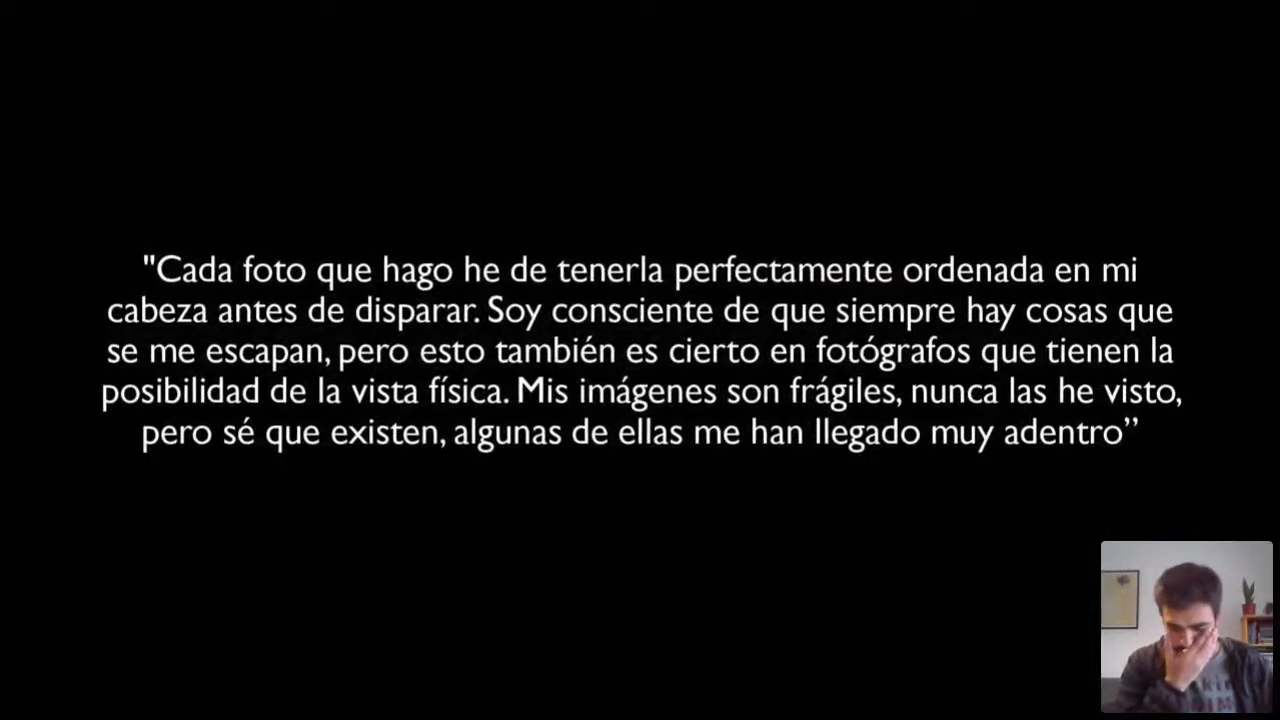 "Cada foto que hago he de tenerla perfectamente ordenada en mi
cabeza antes de disparar. Soy consciente de que siempre hay cosas que
se me escapan, pero esto también es cierto en fotógrafos que tienen la
posibilidad de la vista física. Mis imágenes son frágiles, nunca las he visto,
pero sé que existen, algunas de ellas me han llegado muy adentro”